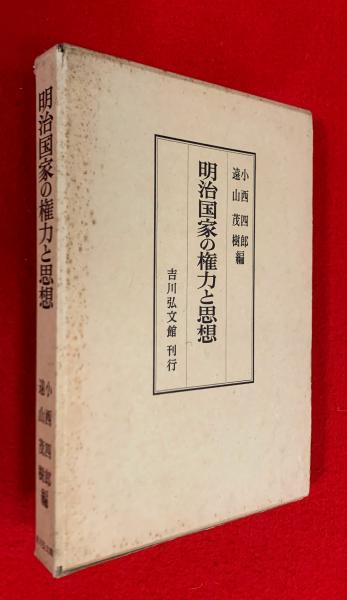 明治国家の権力と思想
小西四郎
遠山茂樹編
小西四郎
遠山茂樹 編
明治国家の権力と思想
吉川弘文館 刊行